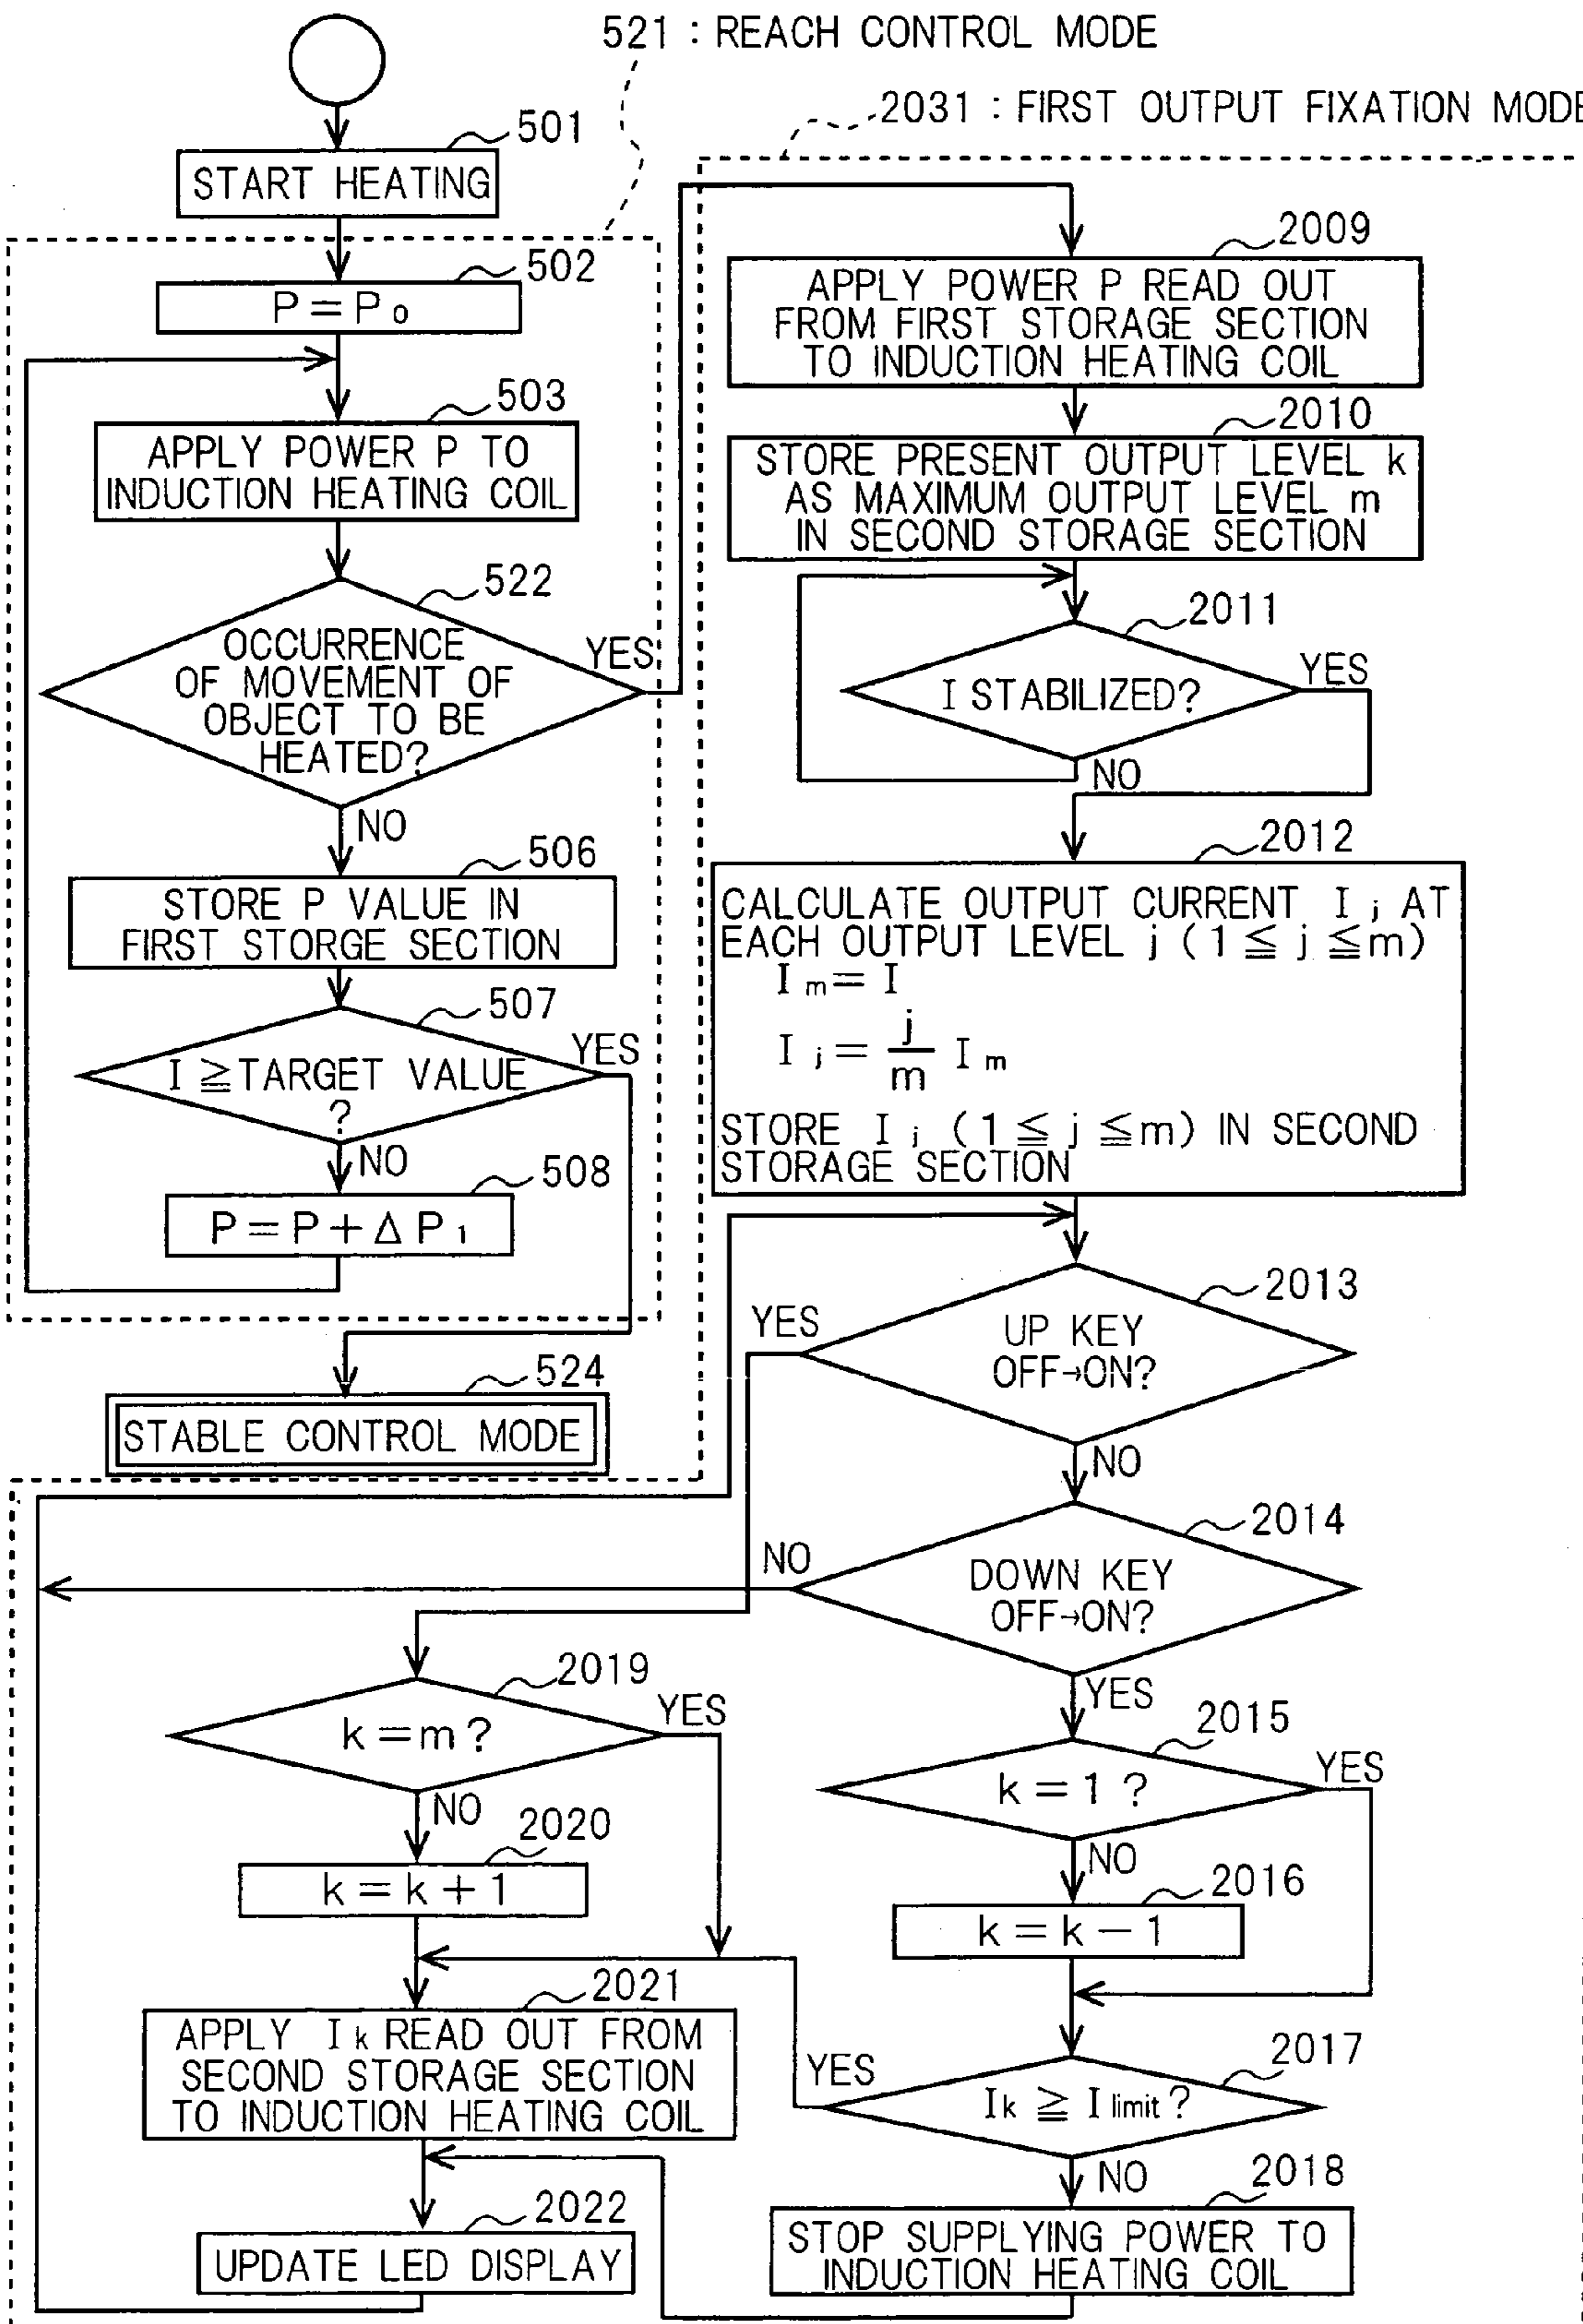 521 : REACH CONTROL MODE
2031 : FIRST OUTPUT FIXATION MODE
501
START HEATING
502
P = P₀
503
APPLY POWER P TO
INDUCTION HEATING COIL
522
OCCURRENCE
OF MOVEMENT OF
OBJECT TO BE
HEATED?
YES
NO
506
STORE P VALUE IN
FIRST STORGE SECTION
507
I ≧ TARGET VALUE
?
YES
NO
508
P = P + Δ P₁
524
STABLE CONTROL MODE
2009
APPLY POWER P READ OUT
FROM FIRST STORAGE SECTION
TO INDUCTION HEATING COIL
2010
STORE PRESENT OUTPUT LEVEL k
AS MAXIMUM OUTPUT LEVEL m
IN SECOND STORAGE SECTION
2011
I STABILIZED?
YES
NO
2012
CALCULATE OUTPUT CURRENT I j AT
EACH OUTPUT LEVEL j ( 1 ≦ j ≦ m )
I m = I
I j = j/m I m
STORE I j ( 1 ≦ j ≦ m ) IN SECOND
STORAGE SECTION
2013
UP KEY
OFF→ON?
YES
NO
2014
DOWN KEY
OFF→ON?
NO
YES
2015
k = 1 ?
YES
NO
2016
k = k − 1
2017
Ik ≧ I limit ?
YES
NO
2018
STOP SUPPLYING POWER TO
INDUCTION HEATING COIL
2019
k = m ?
YES
NO
2020
k = k + 1
2021
APPLY I k READ OUT FROM
SECOND STORAGE SECTION
TO INDUCTION HEATING COIL
2022
UPDATE LED DISPLAY